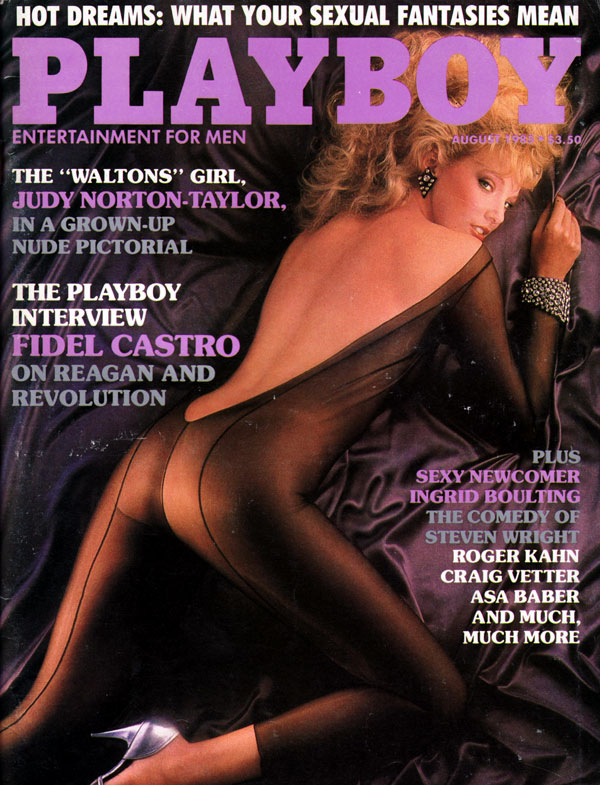 HOT DREAMS: WHAT YOUR SEXUAL FANTASIES MEAN
PLAYBOY
ENTERTAINMENT FOR MEN
AUGUST 1985 • $3.50
THE "WALTONS" GIRL,
JUDY NORTON-TAYLOR,
IN A GROWN-UP
NUDE PICTORIAL
THE PLAYBOY
INTERVIEW
FIDEL CASTRO
ON REAGAN AND
REVOLUTION
PLUS
SEXY NEWCOMER
INGRID BOULTING
THE COMEDY OF
STEVEN WRIGHT
ROGER KAHN
CRAIG VETTER
ASA BABER
AND MUCH,
MUCH MORE